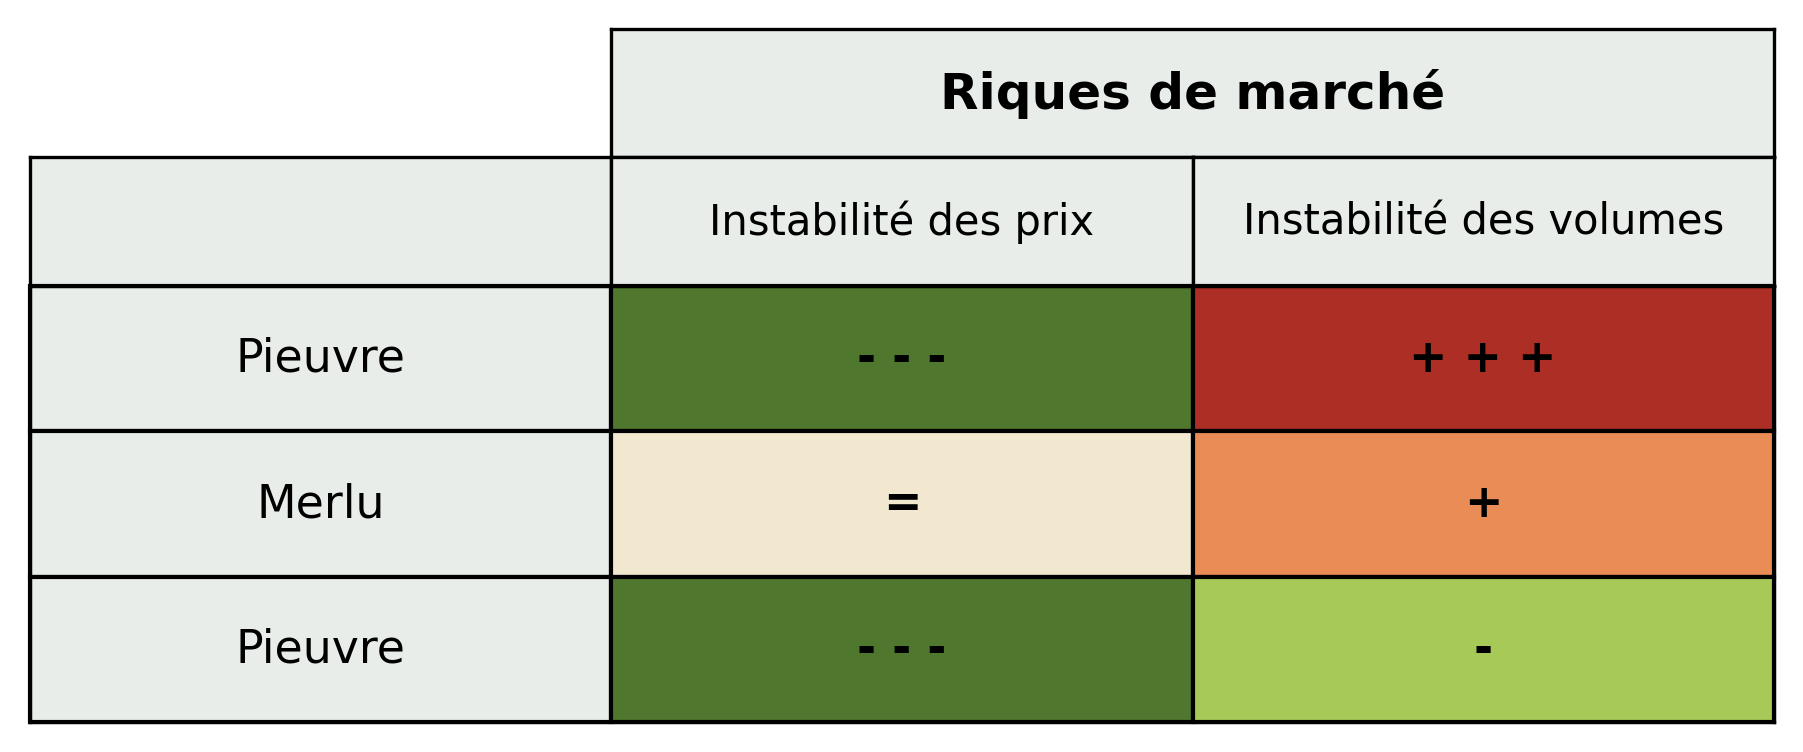 Riques de marché
Instabilité des prix Instabilité des volumes
Pieuvre - - - + + +
Merlu = +
Pieuvre - - - -